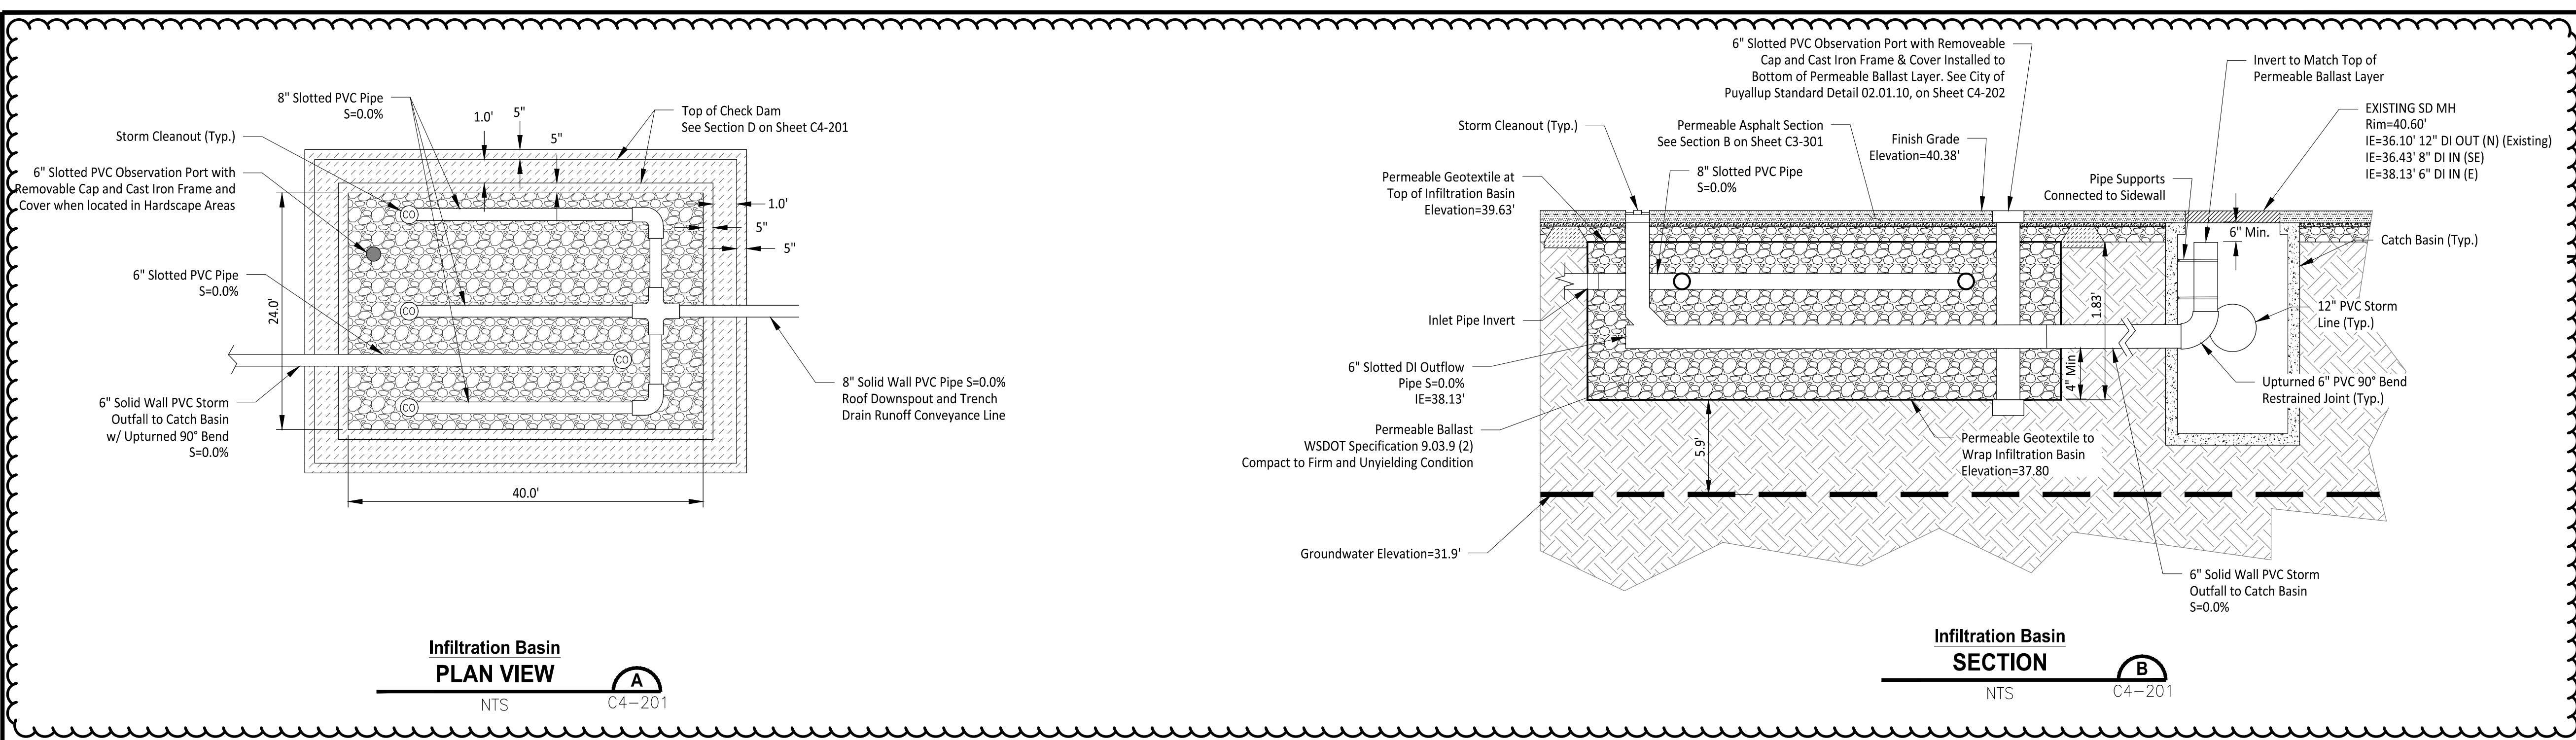 8" Slotted PVC Pipe
S=0.0%
Storm Cleanout (Typ.)
6" Slotted PVC Observation Port with
Removable Cap and Cast Iron Frame and
Cover when located in Hardscape Areas
6" Slotted PVC Pipe
S=0.0%
6" Solid Wall PVC Storm
Outfall to Catch Basin
w/ Upturned 90° Bend
S=0.0%
1.0'
5"
5"
Top of Check Dam
See Section D on Sheet C4-201
1.0'
5"
5"
24.0'
CO
CO
CO
CO
40.0'
8" Solid Wall PVC Pipe S=0.0%
Roof Downspout and Trench
Drain Runoff Conveyance Line
Infiltration Basin
PLAN VIEW
A
NTS
C4-201
6" Slotted PVC Observation Port with Removeable
Cap and Cast Iron Frame & Cover Installed to
Bottom of Permeable Ballast Layer. See City of
Puyallup Standard Detail 02.01.10, on Sheet C4-202
Storm Cleanout (Typ.)
Permeable Asphalt Section
See Section B on Sheet C3-301
Finish Grade
Elevation=40.38'
Permeable Geotextile at
Top of Infiltration Basin
Elevation=39.63'
8" Slotted PVC Pipe
S=0.0%
Invert to Match Top of
Permeable Ballast Layer
EXISTING SD MH
Rim=40.60'
IE=36.10' 12" DI OUT (N) (Existing)
IE=36.43' 8" DI IN (SE)
IE=38.13' 6" DI IN (E)
Pipe Supports
Connected to Sidewall
6" Min.
Catch Basin (Typ.)
Inlet Pipe Invert
6" Slotted DI Outflow
Pipe S=0.0%
IE=38.13'
Permeable Ballast
WSDOT Specification 9.03.9 (2)
Compact to Firm and Unyielding Condition
1.83'
4" Min
5.9'
12" PVC Storm
Line (Typ.)
Upturned 6" PVC 90° Bend
Restrained Joint (Typ.)
Permeable Geotextile to
Wrap Infiltration Basin
Elevation=37.80
Groundwater Elevation=31.9'
6" Solid Wall PVC Storm
Outfall to Catch Basin
S=0.0%
Infiltration Basin
SECTION
B
NTS
C4-201